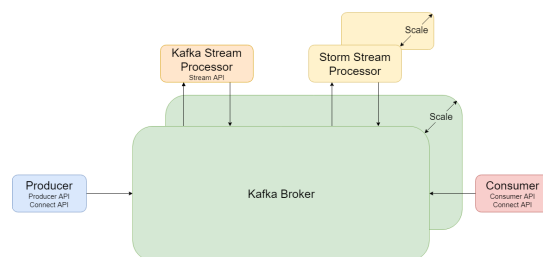 Scale
Kafka Stream
Processor
Stream API
Storm Stream
Processor
Scale
Producer
Producer API
Connect API
Kafka Broker
Consumer
Consumer API
Connect API